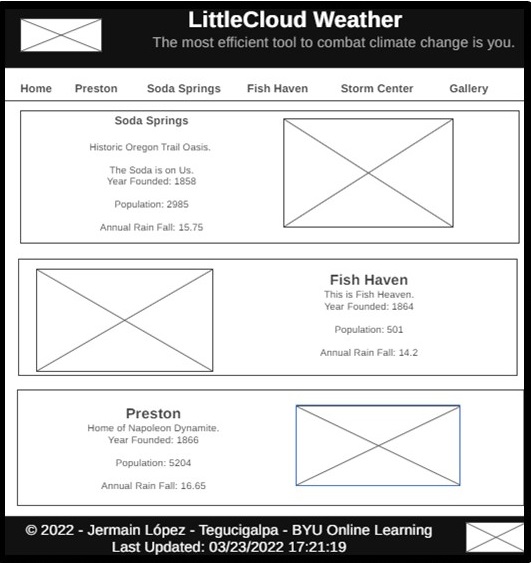 LittleCloud Weather
The most efficient tool to combat climate change is you.
Home Preston Soda Springs Fish Haven Storm Center Gallery
Soda Springs
Historic Oregon Trail Oasis.
The Soda is on Us.
Year Founded: 1858
Population: 2985
Annual Rain Fall: 15.75
Fish Haven
This is Fish Heaven.
Year Founded: 1864
Population: 501
Annual Rain Fall: 14.2
Preston
Home of Napoleon Dynamite.
Year Founded: 1866
Population: 5204
Annual Rain Fall: 16.65
© 2022 - Jermain López - Tegucigalpa - BYU Online Learning
Last Updated: 03/23/2022 17:21:19